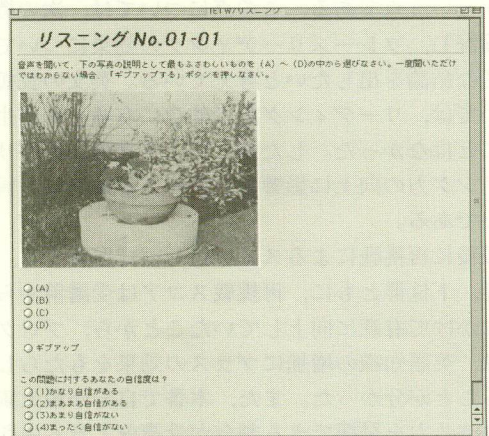 TETW/リスニング
リスニング No.01-01
音声を聞いて、下の写真の説明として最もふさわしいものを (A) ～ (D)の中から選びなさい。一度聞いただけ
ではわからない場合、「ギブアップする」ボタンを押しなさい。
(A)
(B)
(C)
(D)
ギブアップ
この問題に対するあなたの自信度は？
(1)かなり自信がある
(2)まあまあ自信がある
(3)あまり自信がない
(4)まったく自信がない